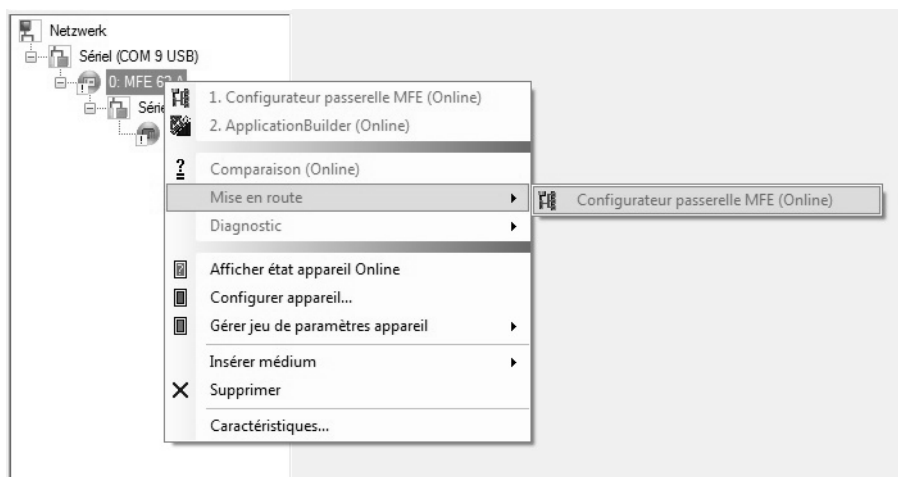 Netzwerk
Sériel (COM 9 USB)
0: MFE
1. Configurateur passerelle MFE (Online)
2. ApplicationBuilder (Online)
Comparaison (Online)
Mise en route
Configurateur passerelle MFE (Online)
Diagnostic
Afficher état appareil Online
Configurer appareil...
Gérer jeu de paramètres appareil
Insérer médium
Supprimer
Caractéristiques...